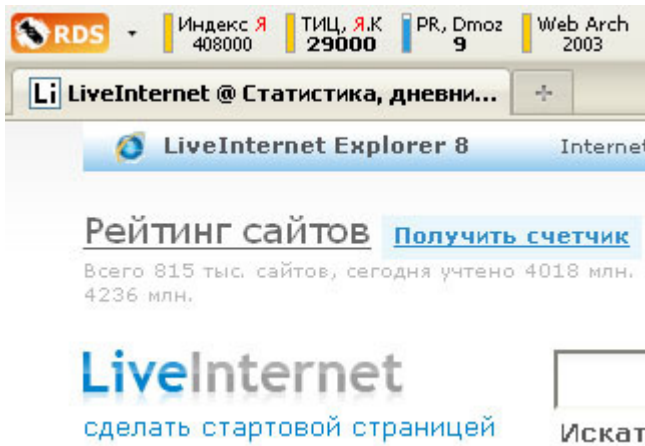 RDS Индекс Я ТИЦ, Я.К PR, Dmoz Web Arch
408000 29000 9 2003
Li LiveInternet @ Статистика, дневни...
LiveInternet Explorer 8 Internet
Рейтинг сайтов Получить счетчик
Всего 815 тыс. сайтов, сегодня учтено 4018 млн.
4236 млн.
LiveInternet
сделать стартовой страницей Искат